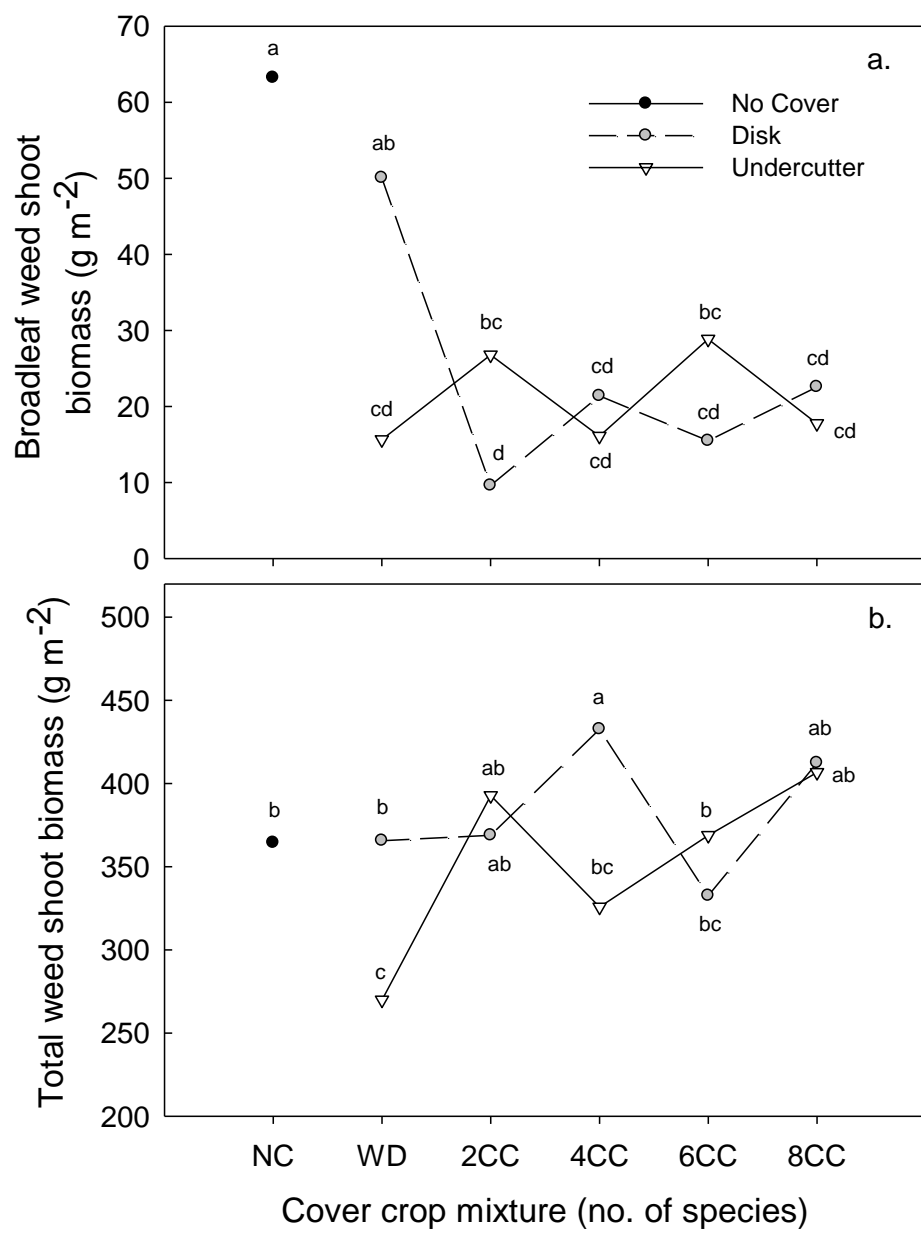 70
60
50
40
30
20
10
0
Broadleaf weed shoot
biomass (g m-2)
a.
No Cover
Disk
Undercutter
a
ab
cd
bc
d
cd
cd
bc
cd
cd
cd
500
450
400
350
300
250
200
Total weed shoot biomass (g m-2)
b.
b
b
c
ab
ab
a
bc
b
bc
ab
ab
NC WD 2CC 4CC 6CC 8CC
Cover crop mixture (no. of species)